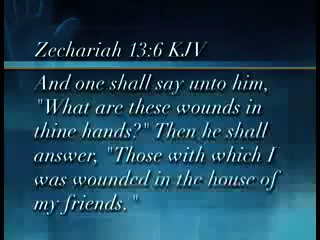 Zechariah 13:6 KJV
And one shall say unto him,
"What are these wounds in
thine hands?" Then he shall
answer, "Those with which I
was wounded in the house of
my friends."